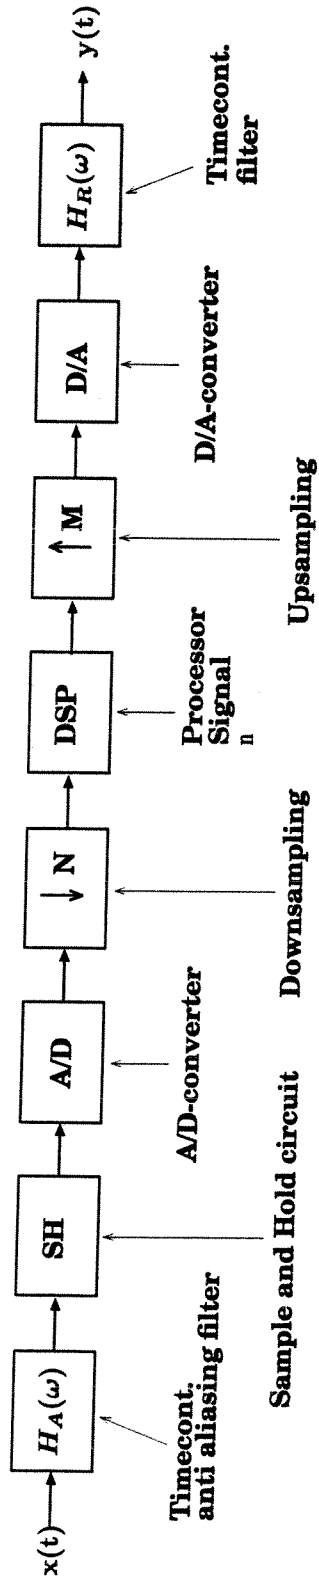 x(t)
H_A(ω)
SH
A/D
↓ N
DSP
↑ M
D/A
H_R(ω)
y(t)
Timecont.
anti aliasing filter
Sample and Hold circuit
A/D-converter
Downsampling
Processor
Signal
n
Upsampling
D/A-converter
Timecont.
filter